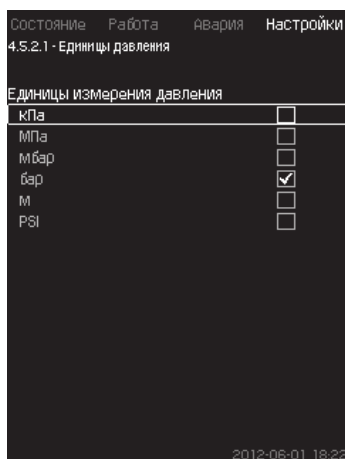 Состояние Работа Авария Настройки
4.5.2.1 - Единицы давления
Единицы измерения давления
кПа
МПа
мбар
бар
м
PSI
2012-06-01 18:22